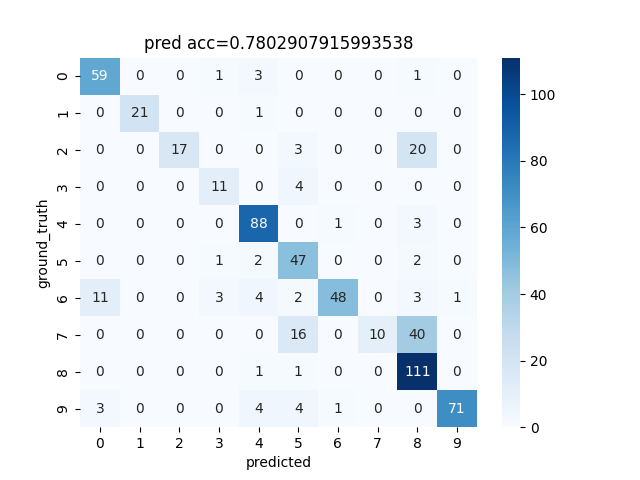 pred acc=0.7802907915993538
0 59 0 0 1 3 0 0 0 1 0
1 0 21 0 0 1 0 0 0 0 0
2 0 0 17 0 0 3 0 0 20 0
3 0 0 0 11 0 4 0 0 0 0
4 0 0 0 0 88 0 1 0 3 0
5 0 0 0 1 2 47 0 0 2 0
6 11 0 0 3 4 2 48 0 3 1
7 0 0 0 0 0 16 0 10 40 0
8 0 0 0 0 1 1 0 0 111 0
9 3 0 0 0 4 4 1 0 0 71
0 1 2 3 4 5 6 7 8 9
predicted
ground_truth
100
80
60
40
20
0